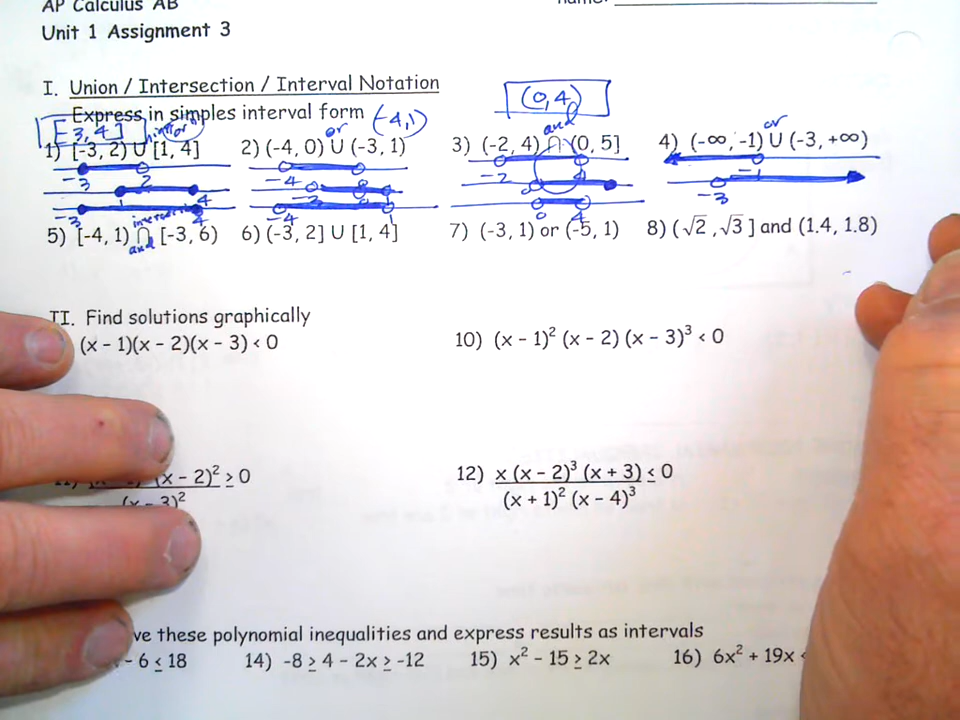 AP Calculus AB
name:
Unit 1 Assignment 3
I. Union / Intersection / Interval Notation
Express in simples interval form
[-3, 4]
(-4,1)
(0, 4)
or
and
or
1) [-3, 2) U [1, 4]
2) (-4, 0) U (-3, 1)
3) (-2, 4) ∩ (0, 5]
4) (-∞, -1) U (-3, +∞)
-3 2
-4 0
-2 4
-1
1 4
-3 1
0
-3
-3 4
-4 1
0 4
intersection
and
5) [-4, 1) ∩ [-3, 6)
6) (-3, 2] U [1, 4]
7) (-3, 1) or (-5, 1)
8) (√2 , √3 ] and (1.4, 1.8)
II. Find solutions graphically
(x - 1)(x - 2)(x - 3) < 0
10) (x - 1)² (x - 2) (x - 3)³ < 0
(x - 2)² ≥ 0
(x - 3)²
12) x (x - 2)³ (x + 3) ≤ 0
(x + 1)² (x - 4)³
these polynomial inequalities and express results as intervals
- 6 ≤ 18
14) -8 ≥ 4 - 2x ≥ -12
15) x² - 15 ≥ 2x
16) 6x² + 19x <